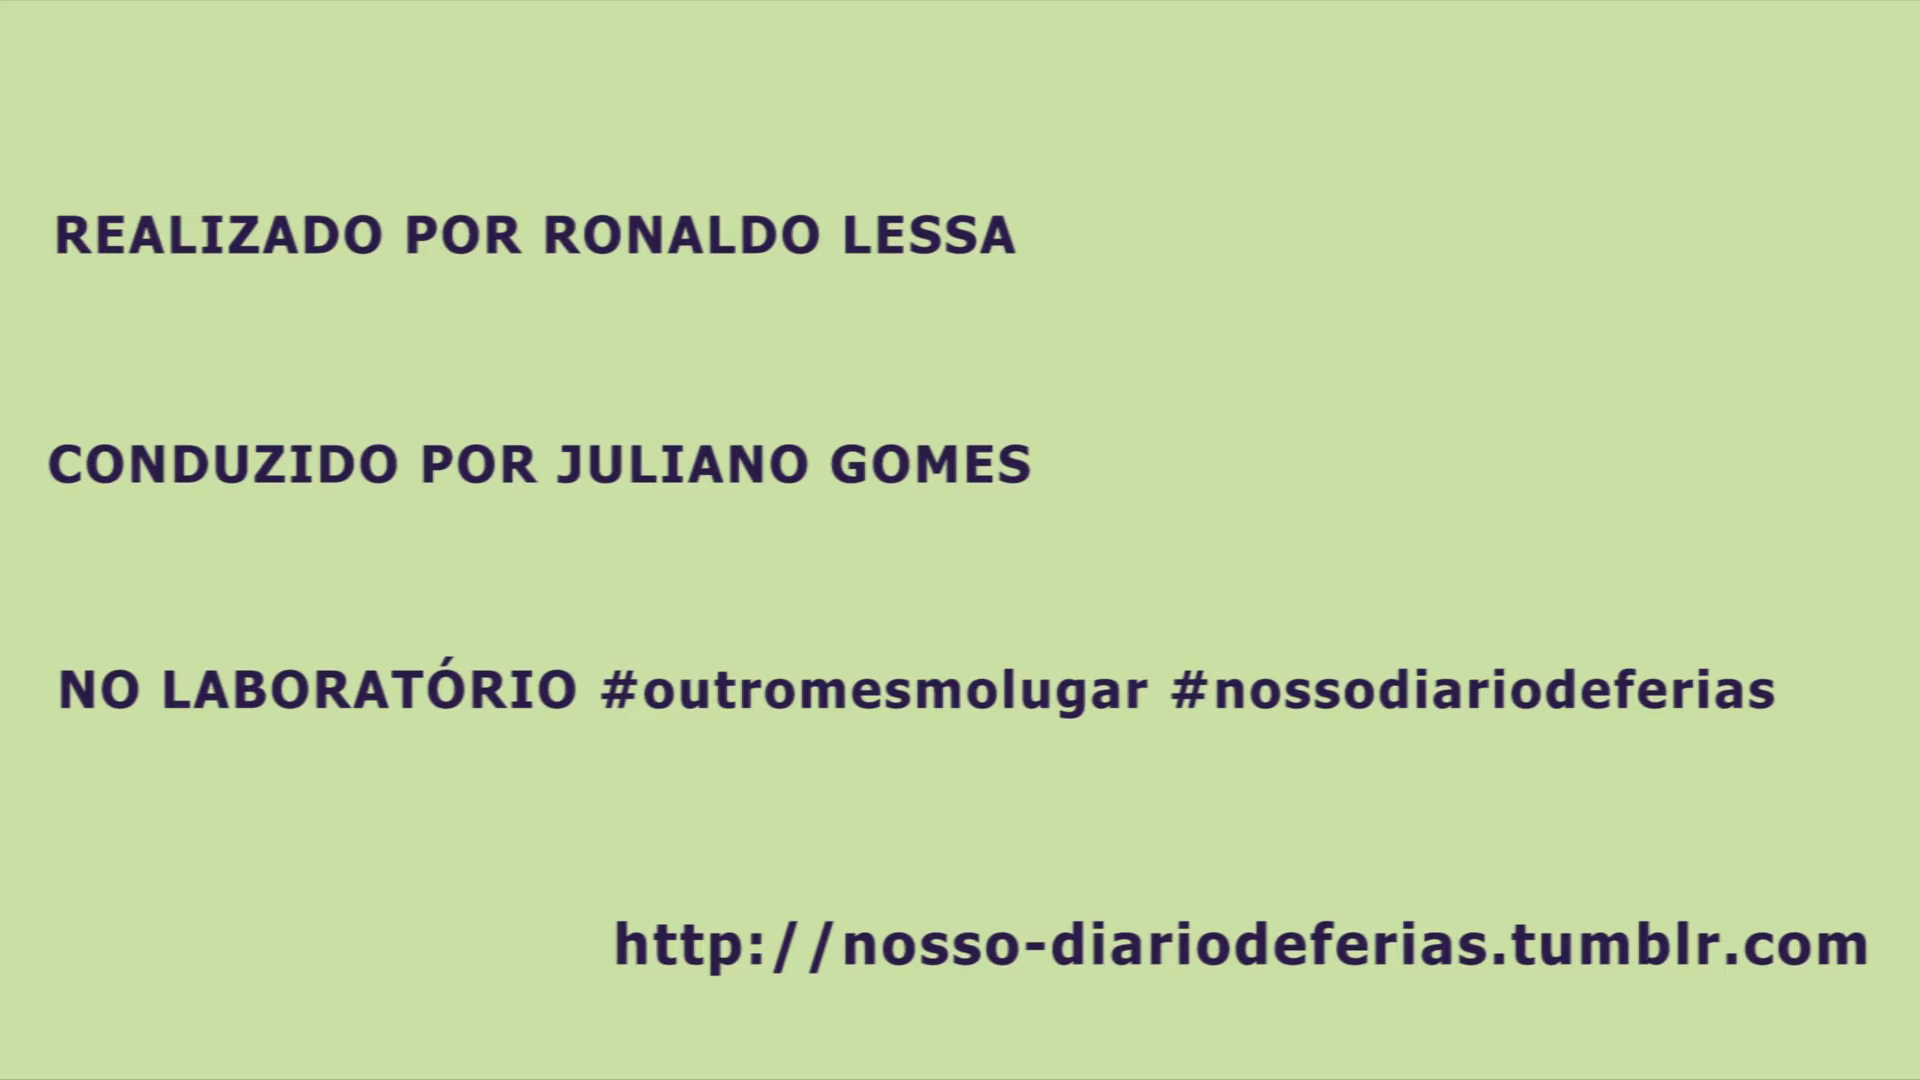 REALIZADO POR RONALDO LESSA
CONDUZIDO POR JULIANO GOMES
NO LABORATÓRIO #outromesmolugar #nossodiariodeferias
http://nosso-diariodeferias.tumblr.com